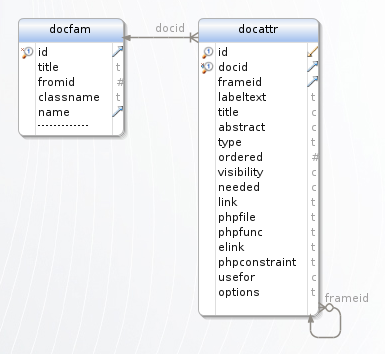 docfam
id
title t
fromid #
classname t
name
docid
docattr
id
docid
frameid
labeltext t
title c
abstract c
type t
ordered #
visibility c
needed c
link t
phpfile t
phpfunc t
elink t
phpconstraint t
usefor c
options t
frameid